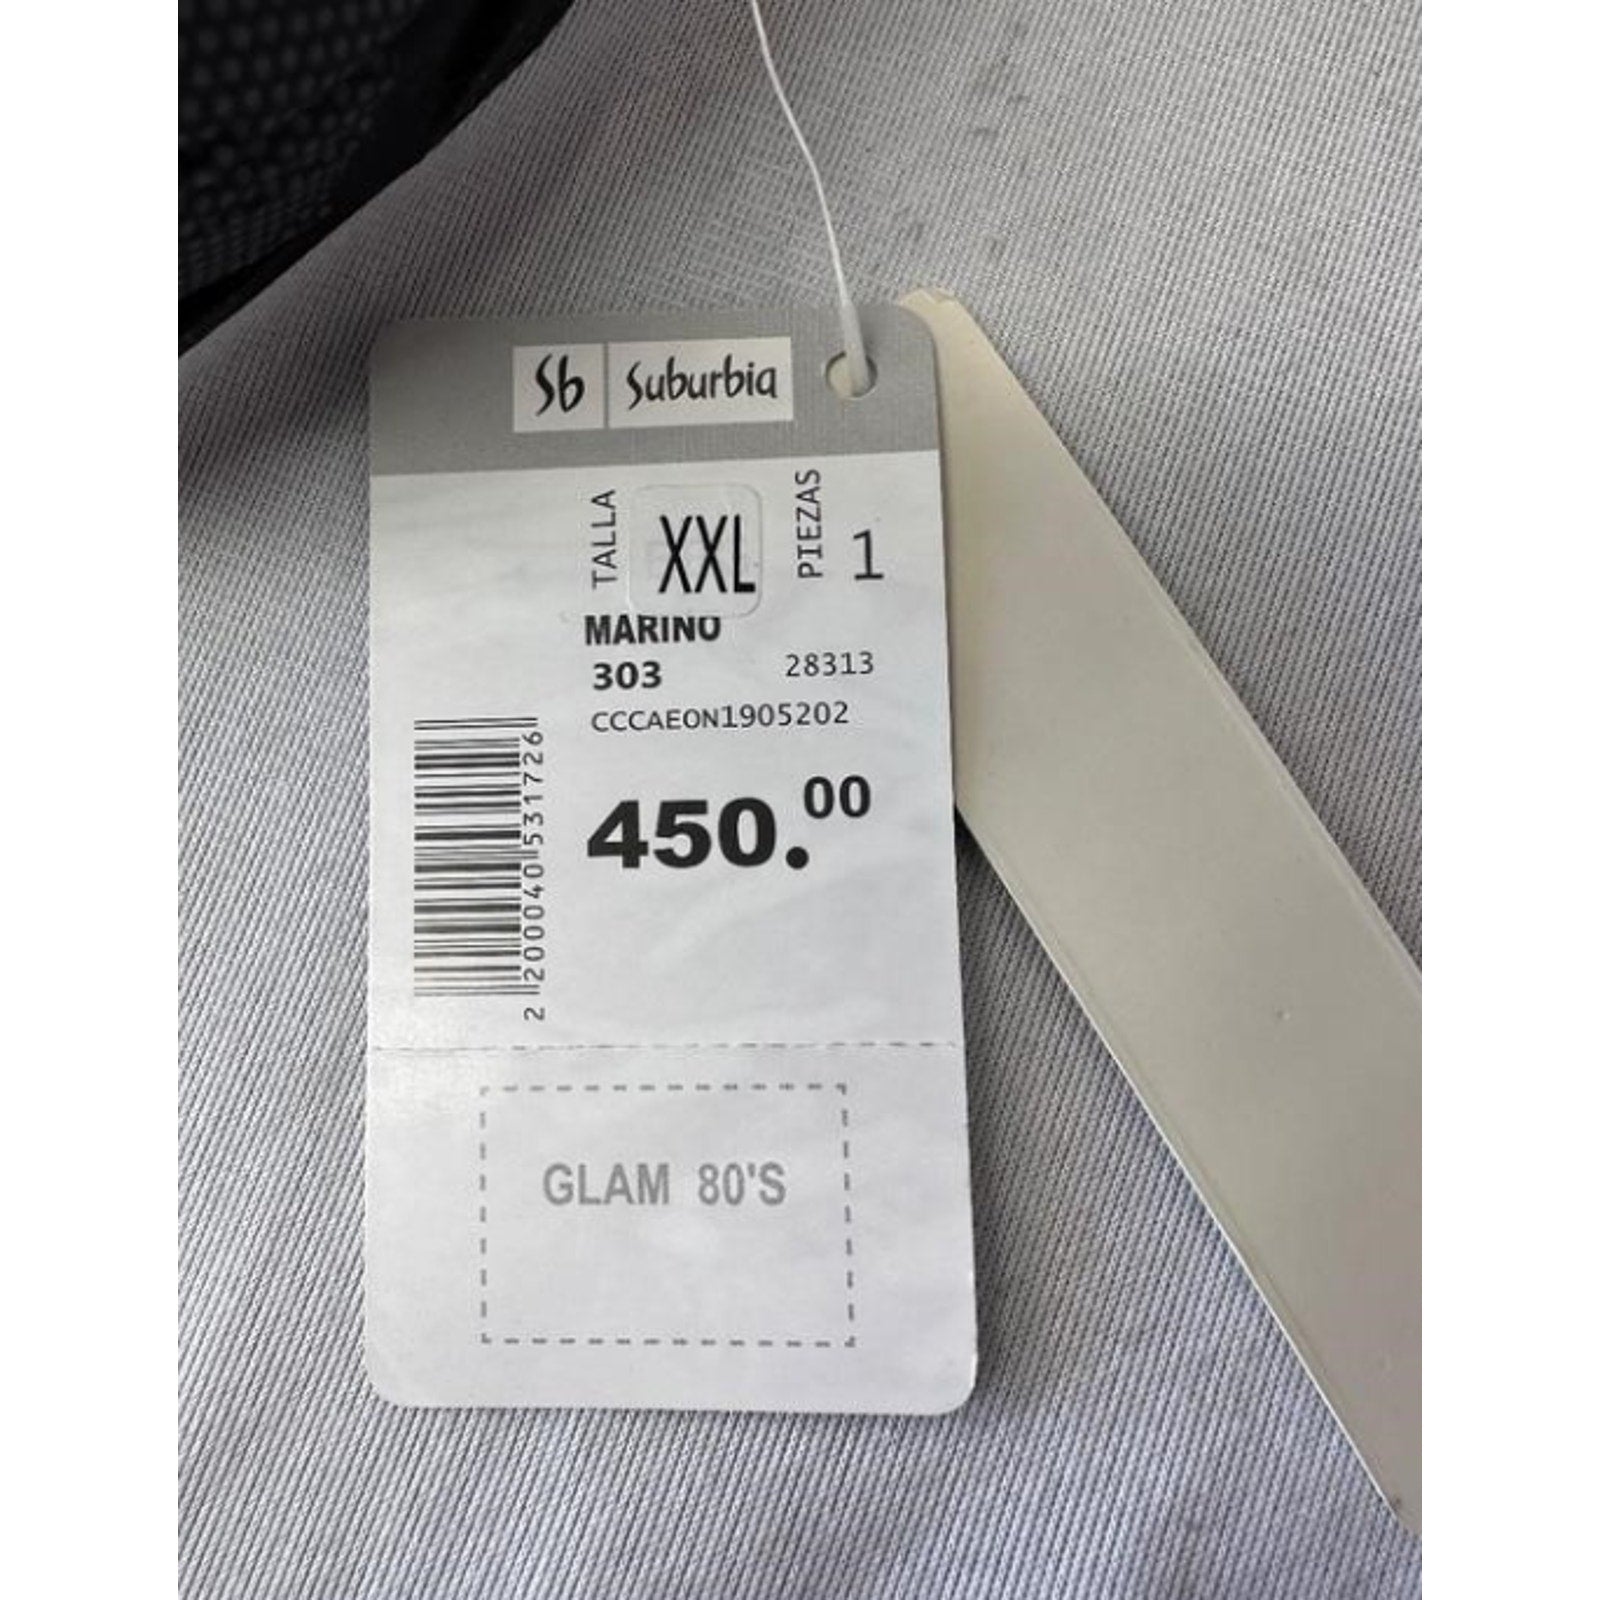 Sb Suburbia
TALLA XXL PIEZAS 1
MARINO
303 28313
CCCAEON1905202
450.00
2 200040 531726
GLAM 80'S